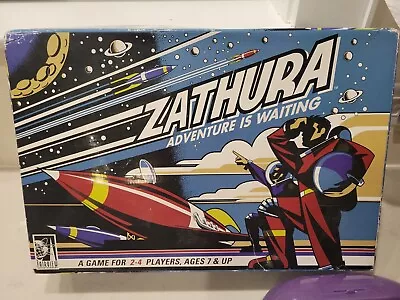 ZATHURA
ADVENTURE IS WAITING
A GAME FOR 2-4 PLAYERS, AGES 7 & UP